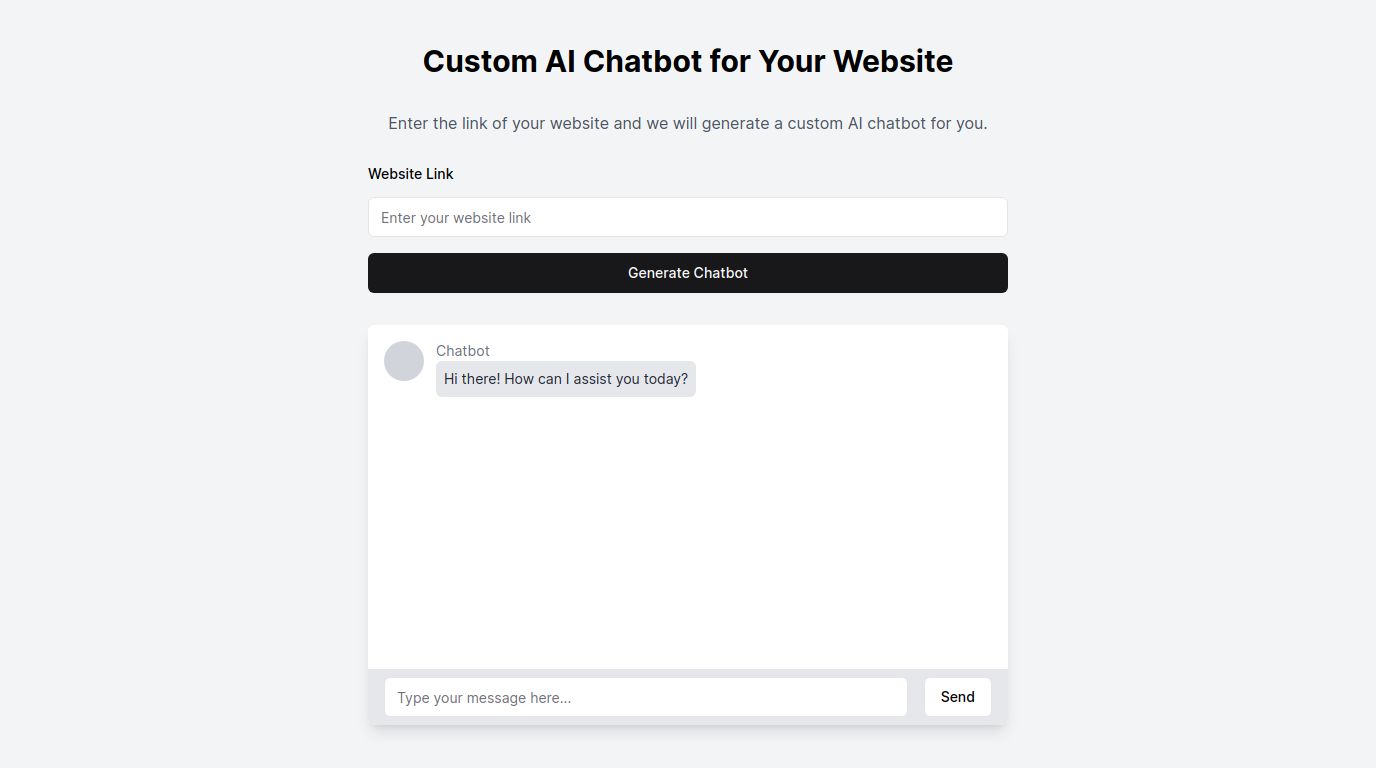 Custom AI Chatbot for Your Website
Enter the link of your website and we will generate a custom AI chatbot for you.
Website Link
Enter your website link
Generate Chatbot
Chatbot
Hi there! How can I assist you today?
Type your message here...
Send